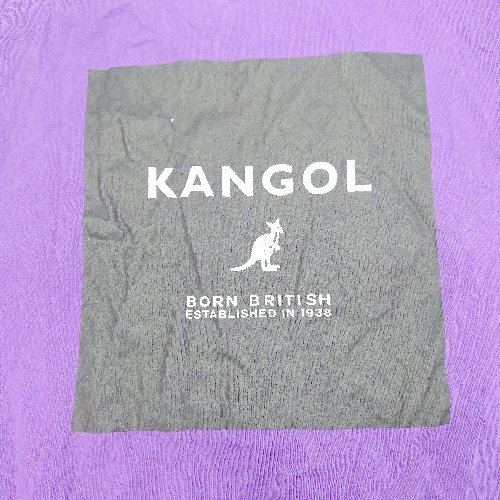 KANGOL
BORN BRITISH
ESTABLISHED IN 1938